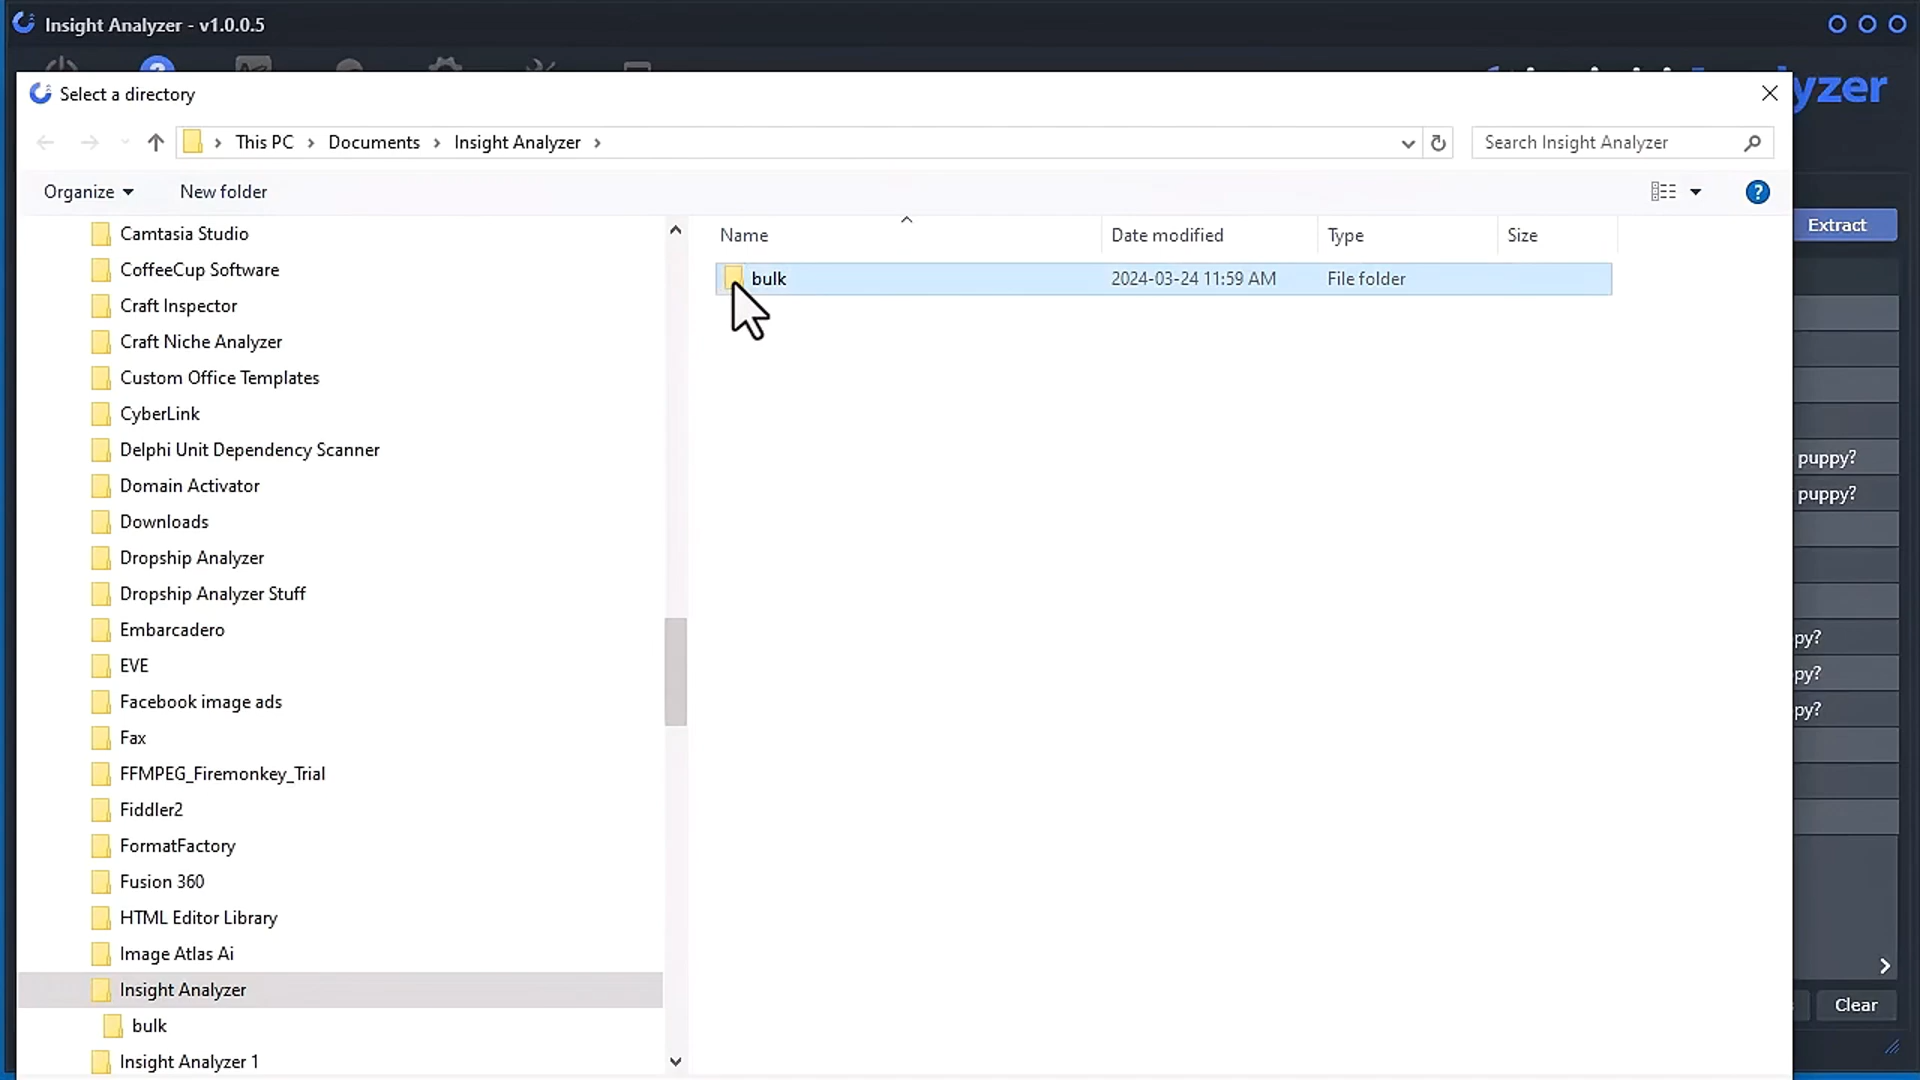 Insight Analyzer - v1.0.0.5
yzer
Select a directory
This PC > Documents > Insight Analyzer >
Search Insight Analyzer
Organize
New folder
?
Extract
Name
Date modified
Type
Size
bulk
2024-03-24 11:59 AM
File folder
Camtasia Studio
CoffeeCup Software
Craft Inspector
Craft Niche Analyzer
Custom Office Templates
CyberLink
Delphi Unit Dependency Scanner
Domain Activator
Downloads
Dropship Analyzer
Dropship Analyzer Stuff
Embarcadero
EVE
Facebook image ads
Fax
FFMPEG_Firemonkey_Trial
Fiddler2
FormatFactory
Fusion 360
HTML Editor Library
Image Atlas Ai
Insight Analyzer
bulk
Insight Analyzer 1
puppy?
puppy?
py?
py?
py?
Clear